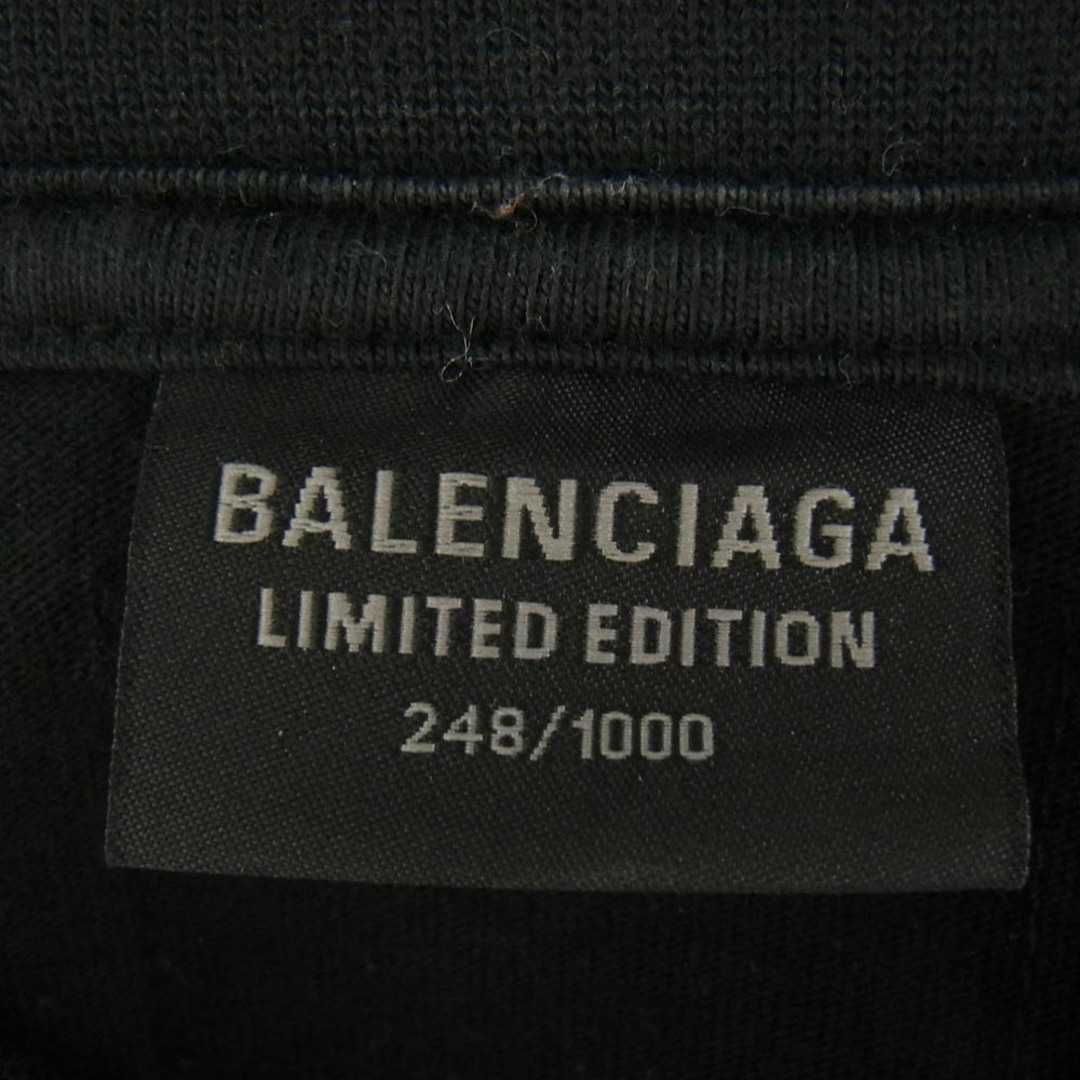 BALENCIAGA
LIMITED EDITION
248/1000